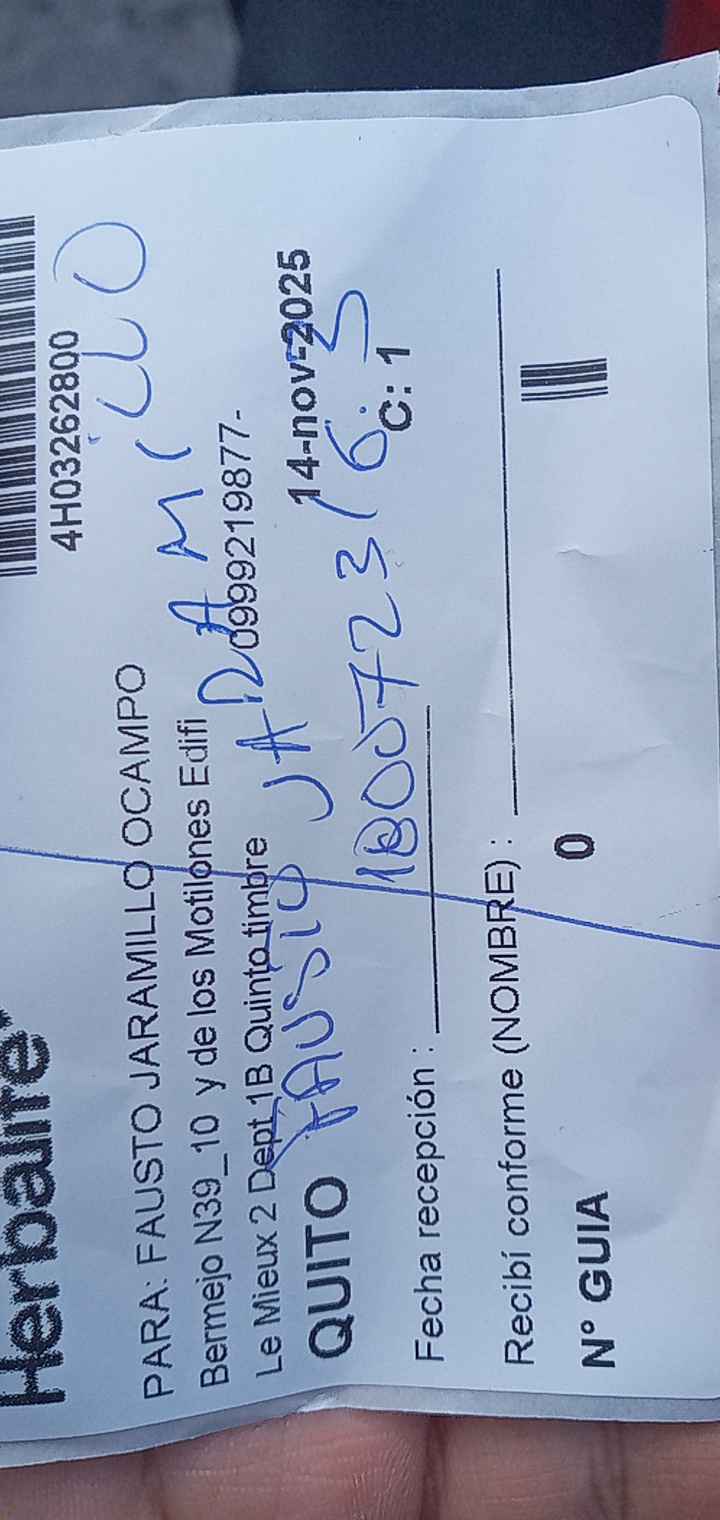 Herbalife
4H03262800
PARA: FAUSTO JARAMILLO OCAMPO
Bermejo N39_10 y de los Motilones Edifi
Le Mieux 2 Dept 1B Quinto timbre 0999219877-
QUITO 14-nov-2025
FAUSTO JARAMILLO
C: 1
Fecha recepción :
Recibí conforme (NOMBRE) :
N° GUIA 0